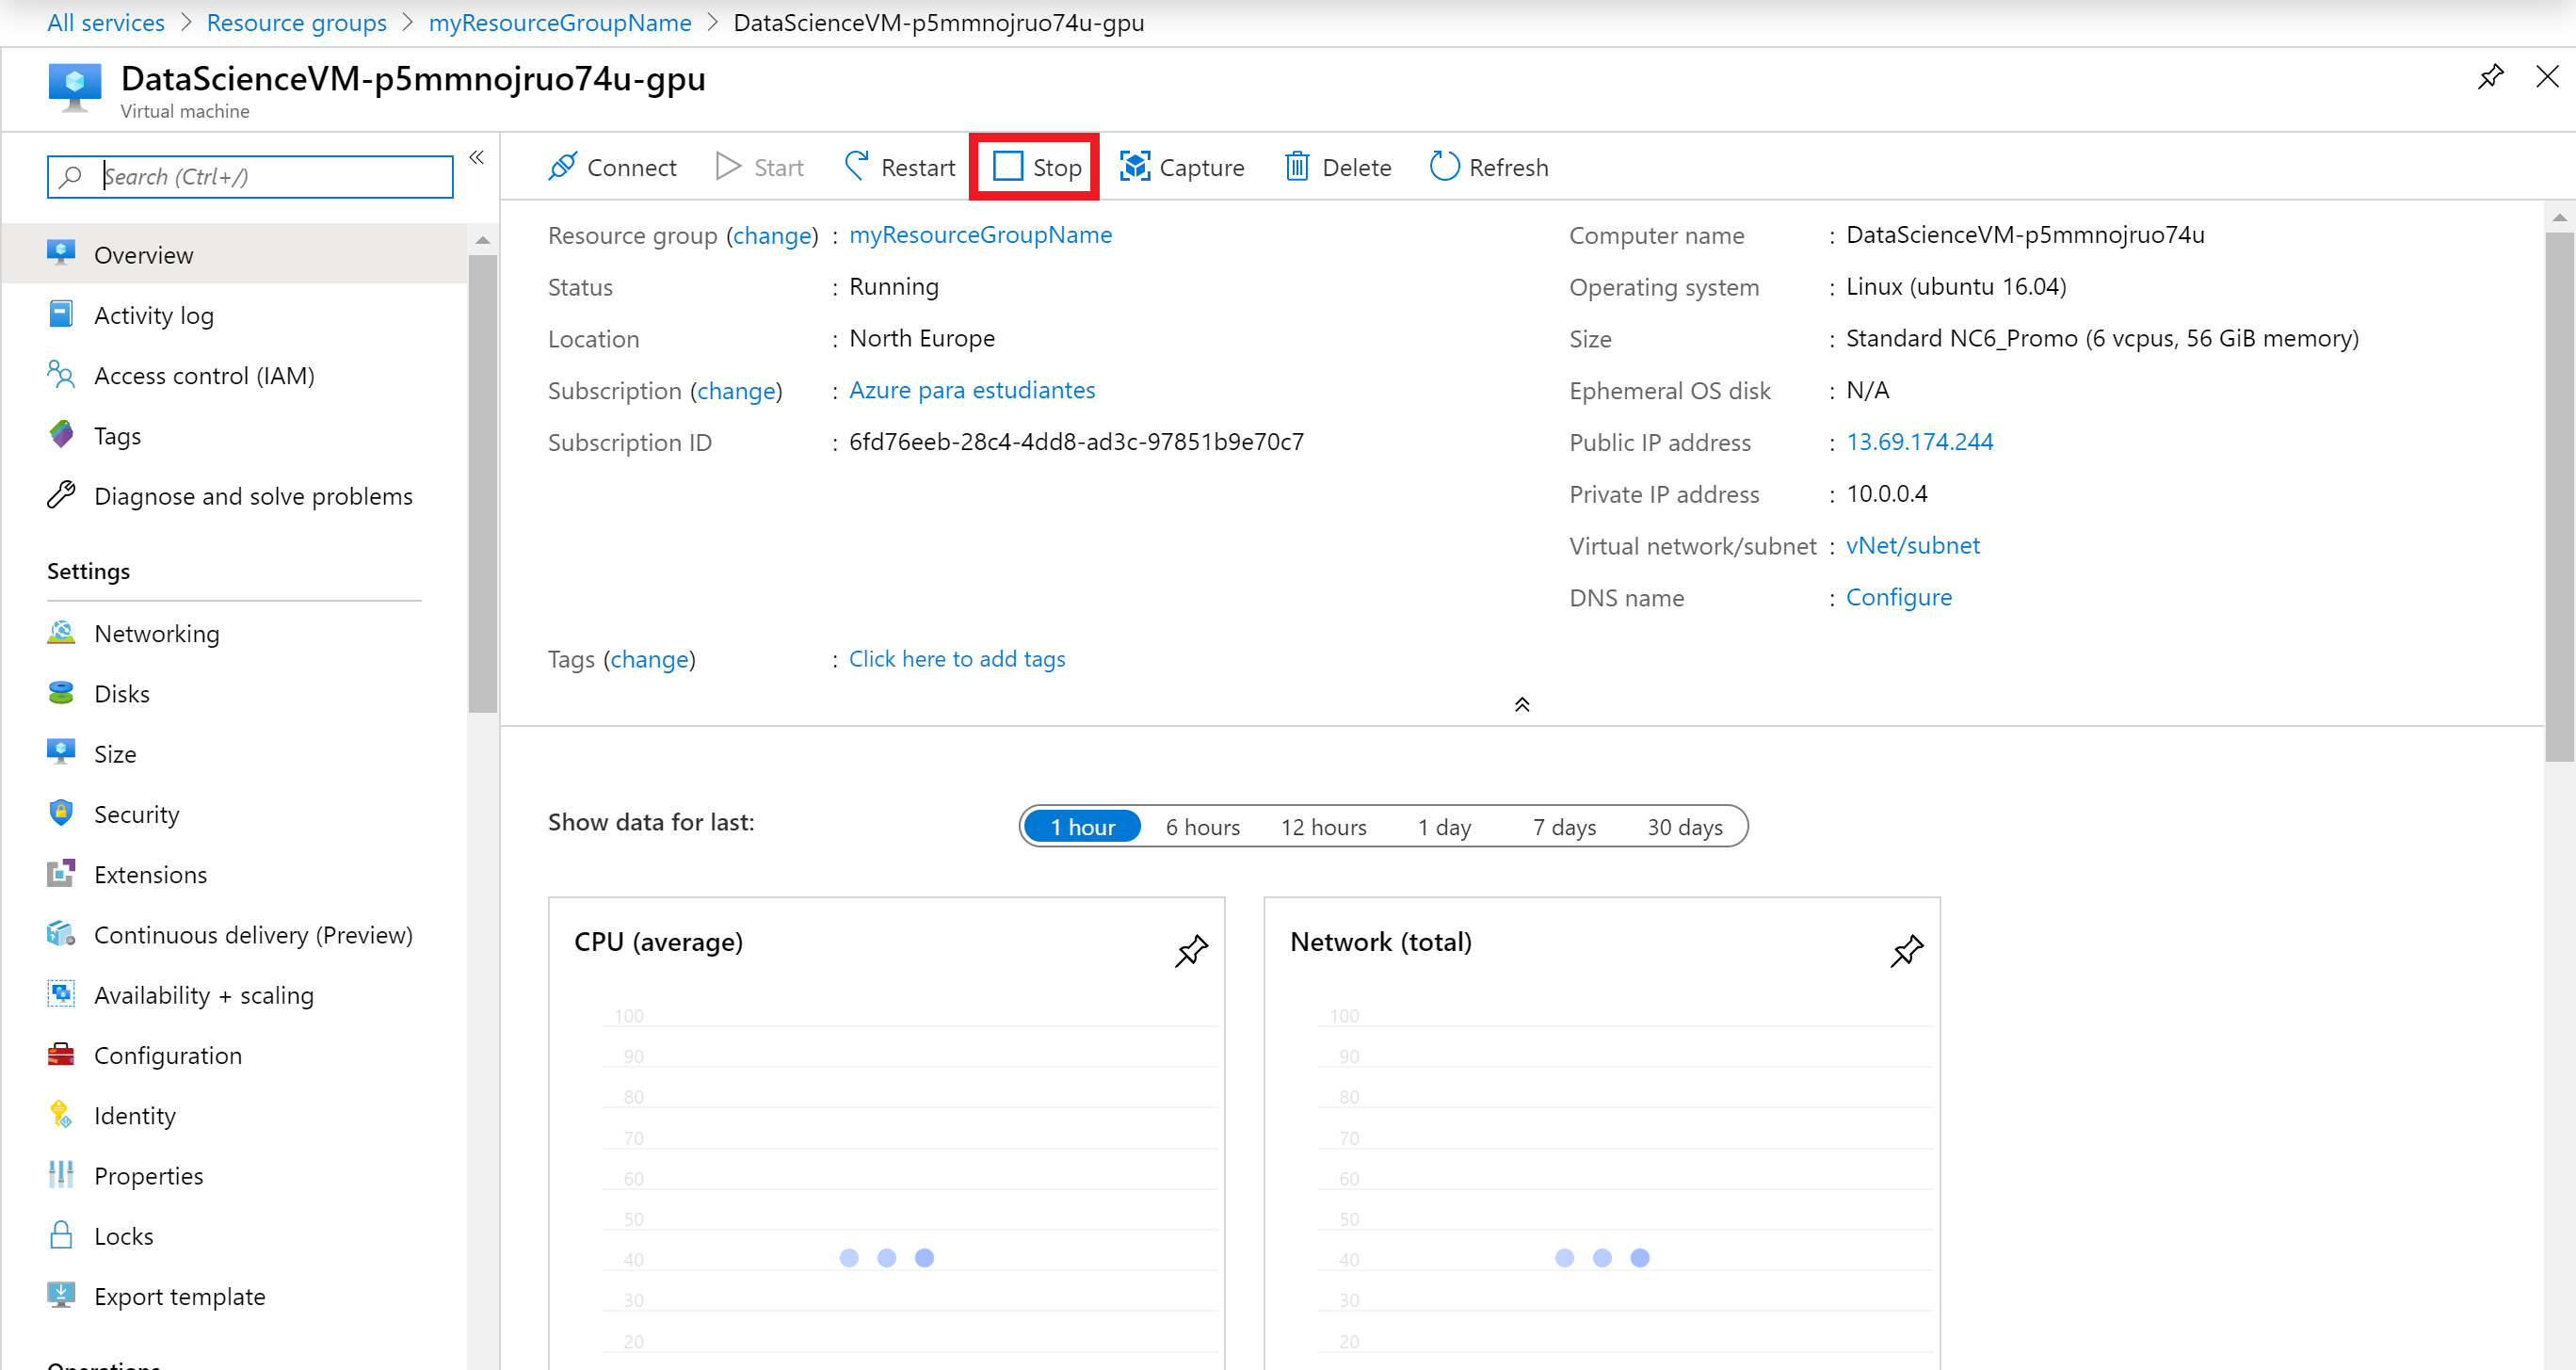 All services > Resource groups > myResourceGroupName > DataScienceVM-p5mmnojruo74u-gpu
DataScienceVM-p5mmnojruo74u-gpu
Virtual machine
Search (Ctrl+/)
Overview
Activity log
Access control (IAM)
Tags
Diagnose and solve problems
Settings
Networking
Disks
Size
Security
Extensions
Continuous delivery (Preview)
Availability + scaling
Configuration
Identity
Properties
Locks
Export template
Operations
Connect Start Restart Stop Capture Delete Refresh
Resource group (change) : myResourceGroupName
Status : Running
Location : North Europe
Subscription (change) : Azure para estudiantes
Subscription ID : 6fd76eeb-28c4-4dd8-ad3c-97851b9e70c7
Computer name : DataScienceVM-p5mmnojruo74u
Operating system : Linux (ubuntu 16.04)
Size : Standard NC6_Promo (6 vcpus, 56 GiB memory)
Ephemeral OS disk : N/A
Public IP address : 13.69.174.244
Private IP address : 10.0.0.4
Virtual network/subnet : vNet/subnet
DNS name : Configure
Tags (change) : Click here to add tags
Show data for last: 1 hour 6 hours 12 hours 1 day 7 days 30 days
CPU (average)
100
90
80
70
60
50
40
30
20
Network (total)
100
90
80
70
60
50
40
30
20